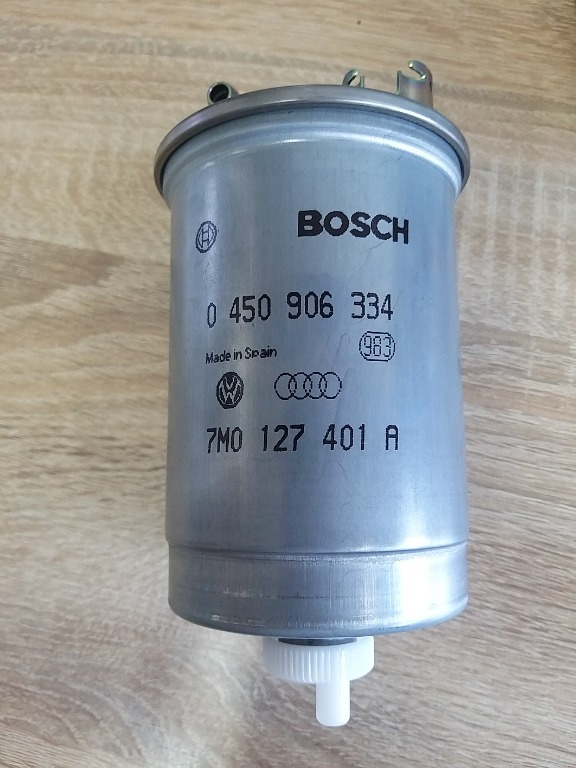 BOSCH
0 450 906 334
Made in Spain 983
7M0 127 401 A